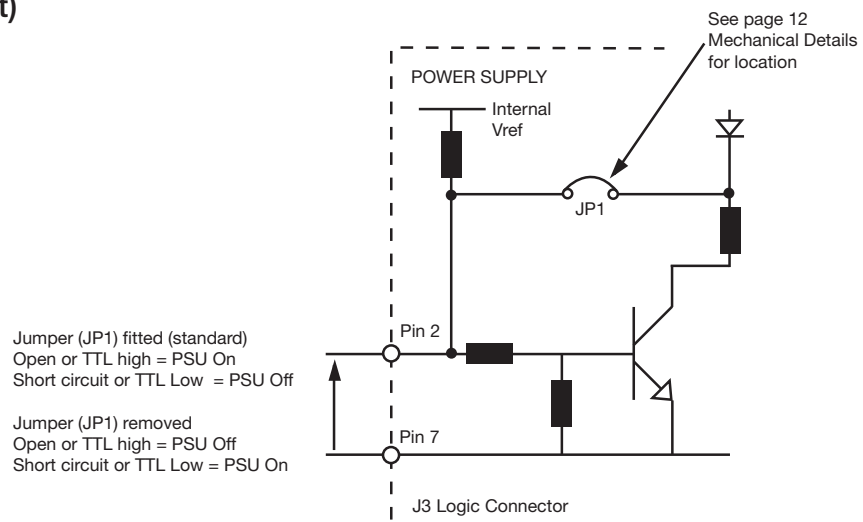 t)
See page 12
Mechanical Details
for location
POWER SUPPLY
Internal
Vref
JP1
Pin 2
Jumper (JP1) fitted (standard)
Open or TTL high = PSU On
Short circuit or TTL Low  = PSU Off
Jumper (JP1) removed
Open or TTL high = PSU Off
Short circuit or TTL Low = PSU On
Pin 7
J3 Logic Connector